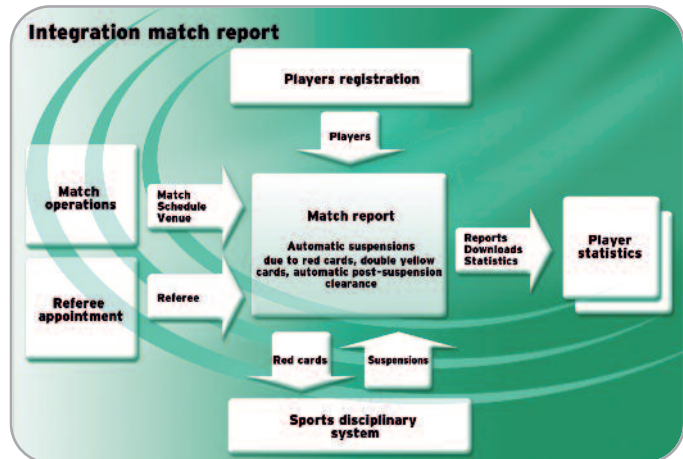 Integration match report
Players registration
Players
Match
operations
Match
Schedule
Venue
Match report
Automatic suspensions
due to red cards, double yellow
cards, automatic post-suspension
clearance
Reports
Downloads
Statistics
Player
statistics
Referee
appointment
Referee
Red cards
Suspensions
Sports disciplinary
system